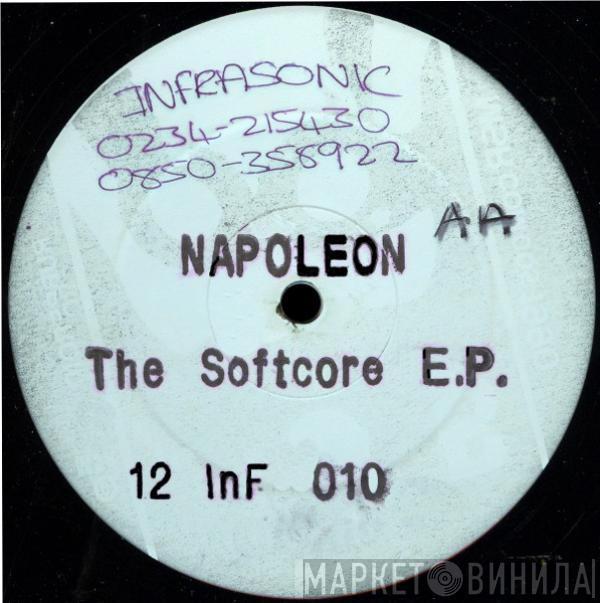 INFRASONIC
0234-215430
0850-358922
AA
NAPOLEON
The Softcore E.P.
12 InF 010
МАРКЕТ ВИНИЛА